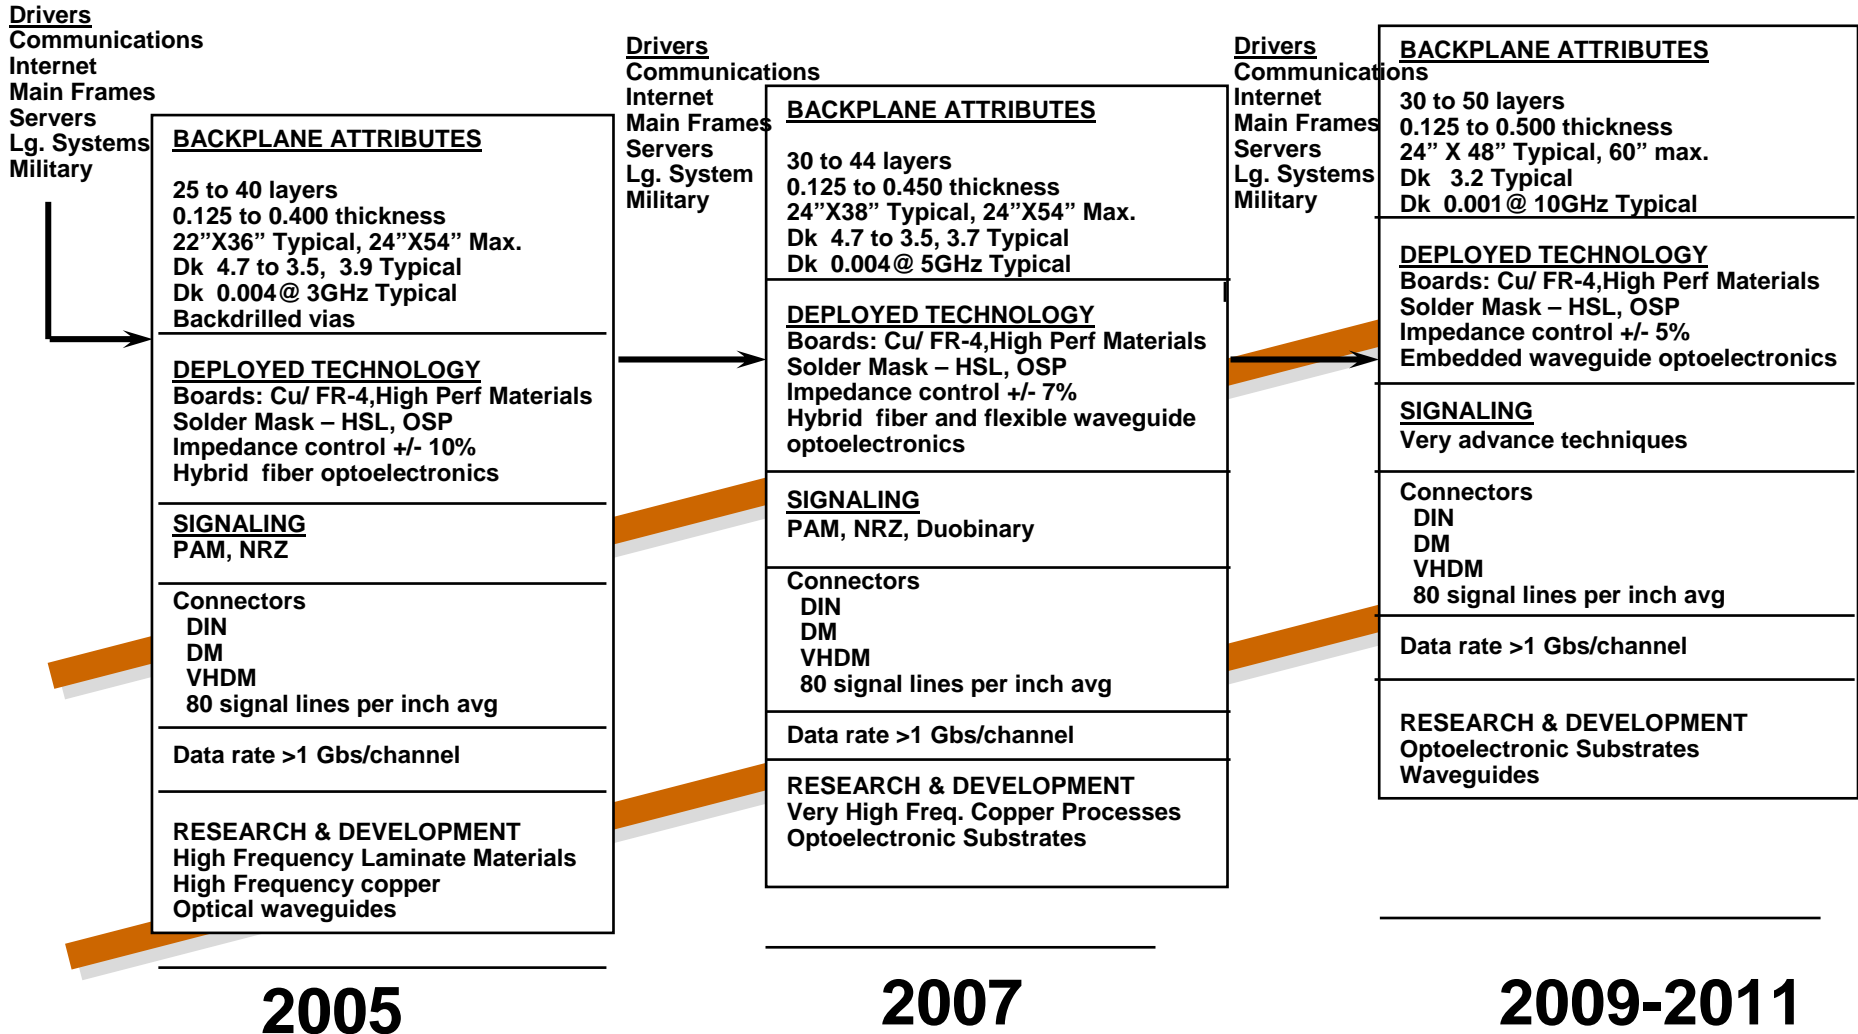 Drivers
Communications
Internet
Main Frames
Servers
Lg. Systems
Military
BACKPLANE ATTRIBUTES
25 to 40 layers
0.125 to 0.400 thickness
22”X36” Typical, 24”X54” Max.
Dk 4.7 to 3.5, 3.9 Typical
Dk 0.004@ 3GHz Typical
Backdrilled vias
DEPLOYED TECHNOLOGY
Boards: Cu/ FR-4,High Perf Materials
Solder Mask – HSL, OSP
Impedance control +/- 10%
Hybrid fiber optoelectronics
SIGNALING
PAM, NRZ
Connectors
DIN
DM
VHDM
80 signal lines per inch avg
Data rate >1 Gbs/channel
RESEARCH & DEVELOPMENT
High Frequency Laminate Materials
High Frequency copper
Optical waveguides
2005
Drivers
Communications
Internet
Main Frames
Servers
Lg. System
Military
BACKPLANE ATTRIBUTES
30 to 44 layers
0.125 to 0.450 thickness
24”X38” Typical, 24”X54” Max.
Dk 4.7 to 3.5, 3.7 Typical
Dk 0.004@ 5GHz Typical
DEPLOYED TECHNOLOGY
Boards: Cu/ FR-4,High Perf Materials
Solder Mask – HSL, OSP
Impedance control +/- 7%
Hybrid fiber and flexible waveguide
optoelectronics
SIGNALING
PAM, NRZ, Duobinary
Connectors
DIN
DM
VHDM
80 signal lines per inch avg
Data rate >1 Gbs/channel
RESEARCH & DEVELOPMENT
Very High Freq. Copper Processes
Optoelectronic Substrates
2007
Drivers
Communications
Internet
Main Frames
Servers
Lg. Systems
Military
BACKPLANE ATTRIBUTES
30 to 50 layers
0.125 to 0.500 thickness
24” X 48” Typical, 60” max.
Dk 3.2 Typical
Dk 0.001@ 10GHz Typical
DEPLOYED TECHNOLOGY
Boards: Cu/ FR-4,High Perf Materials
Solder Mask – HSL, OSP
Impedance control +/- 5%
Embedded waveguide optoelectronics
SIGNALING
Very advance techniques
Connectors
DIN
DM
VHDM
80 signal lines per inch avg
Data rate >1 Gbs/channel
RESEARCH & DEVELOPMENT
Optoelectronic Substrates
Waveguides
2009-2011